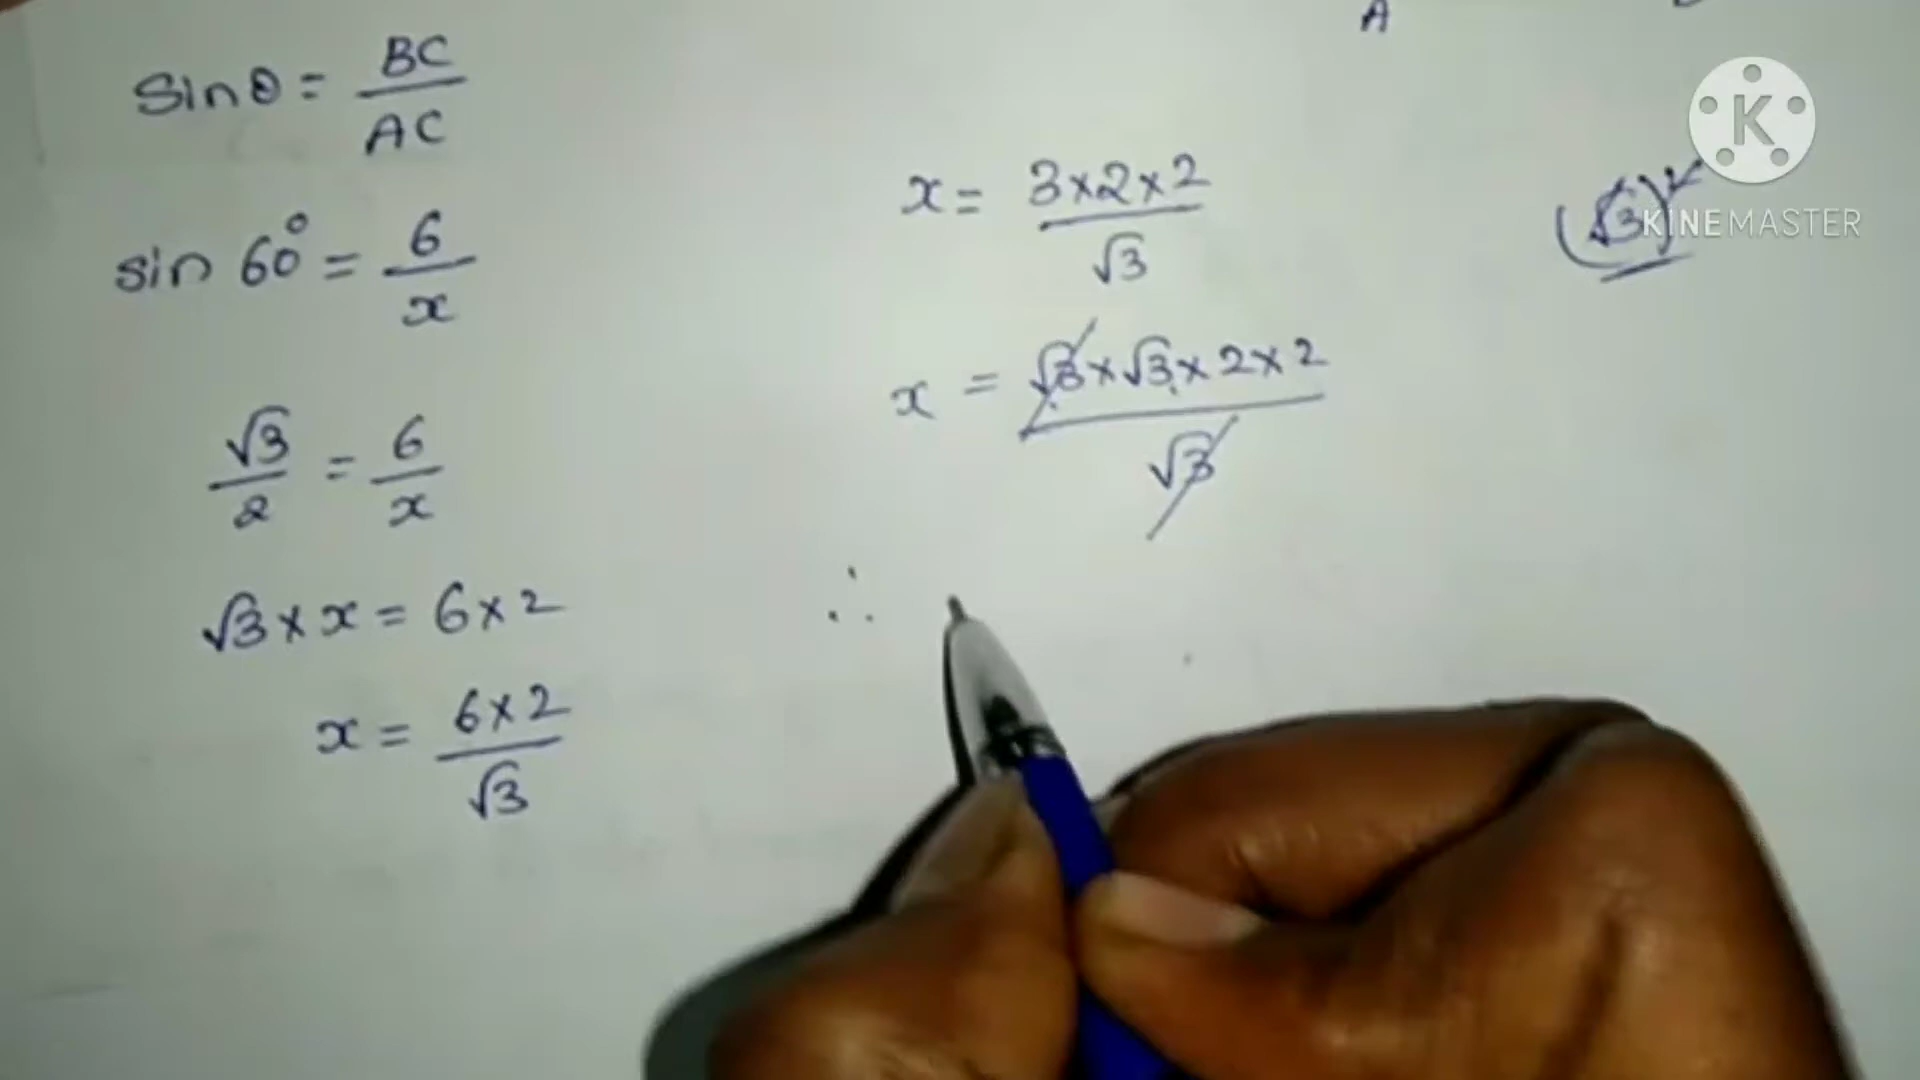 A
sinθ = BC/AC
sin 60° = 6/x
√3/2 = 6/x
√3 × x = 6 × 2
x = 6×2/√3
x = 3×2×2/√3
x = √3×√3×2×2/√3
∴
(√3)²
K
KINEMASTER